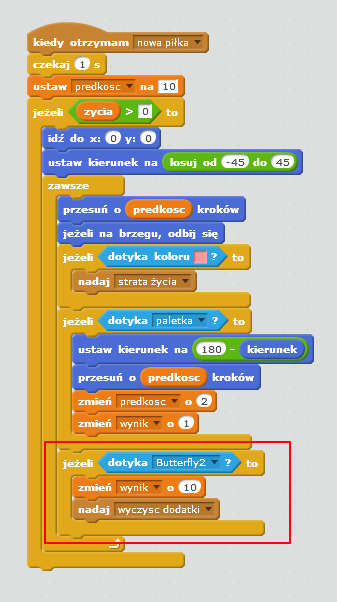 kiedy otrzymam nowa piłka
czekaj 1 s
ustaw predkosc na 10
jeżeli zycia > 0 to
idź do x: 0 y: 0
ustaw kierunek na losuj od -45 do 45
zawsze
przesuń o predkosc kroków
jeżeli na brzegu, odbij się
jeżeli dotyka koloru ? to
nadaj strata życia
jeżeli dotyka paletka ? to
ustaw kierunek na 180 - kierunek
przesuń o predkosc kroków
zmień predkosc o 2
zmień wynik o 1
jeżeli dotyka Butterfly2 ? to
zmień wynik o 10
nadaj wyczysc dodatki